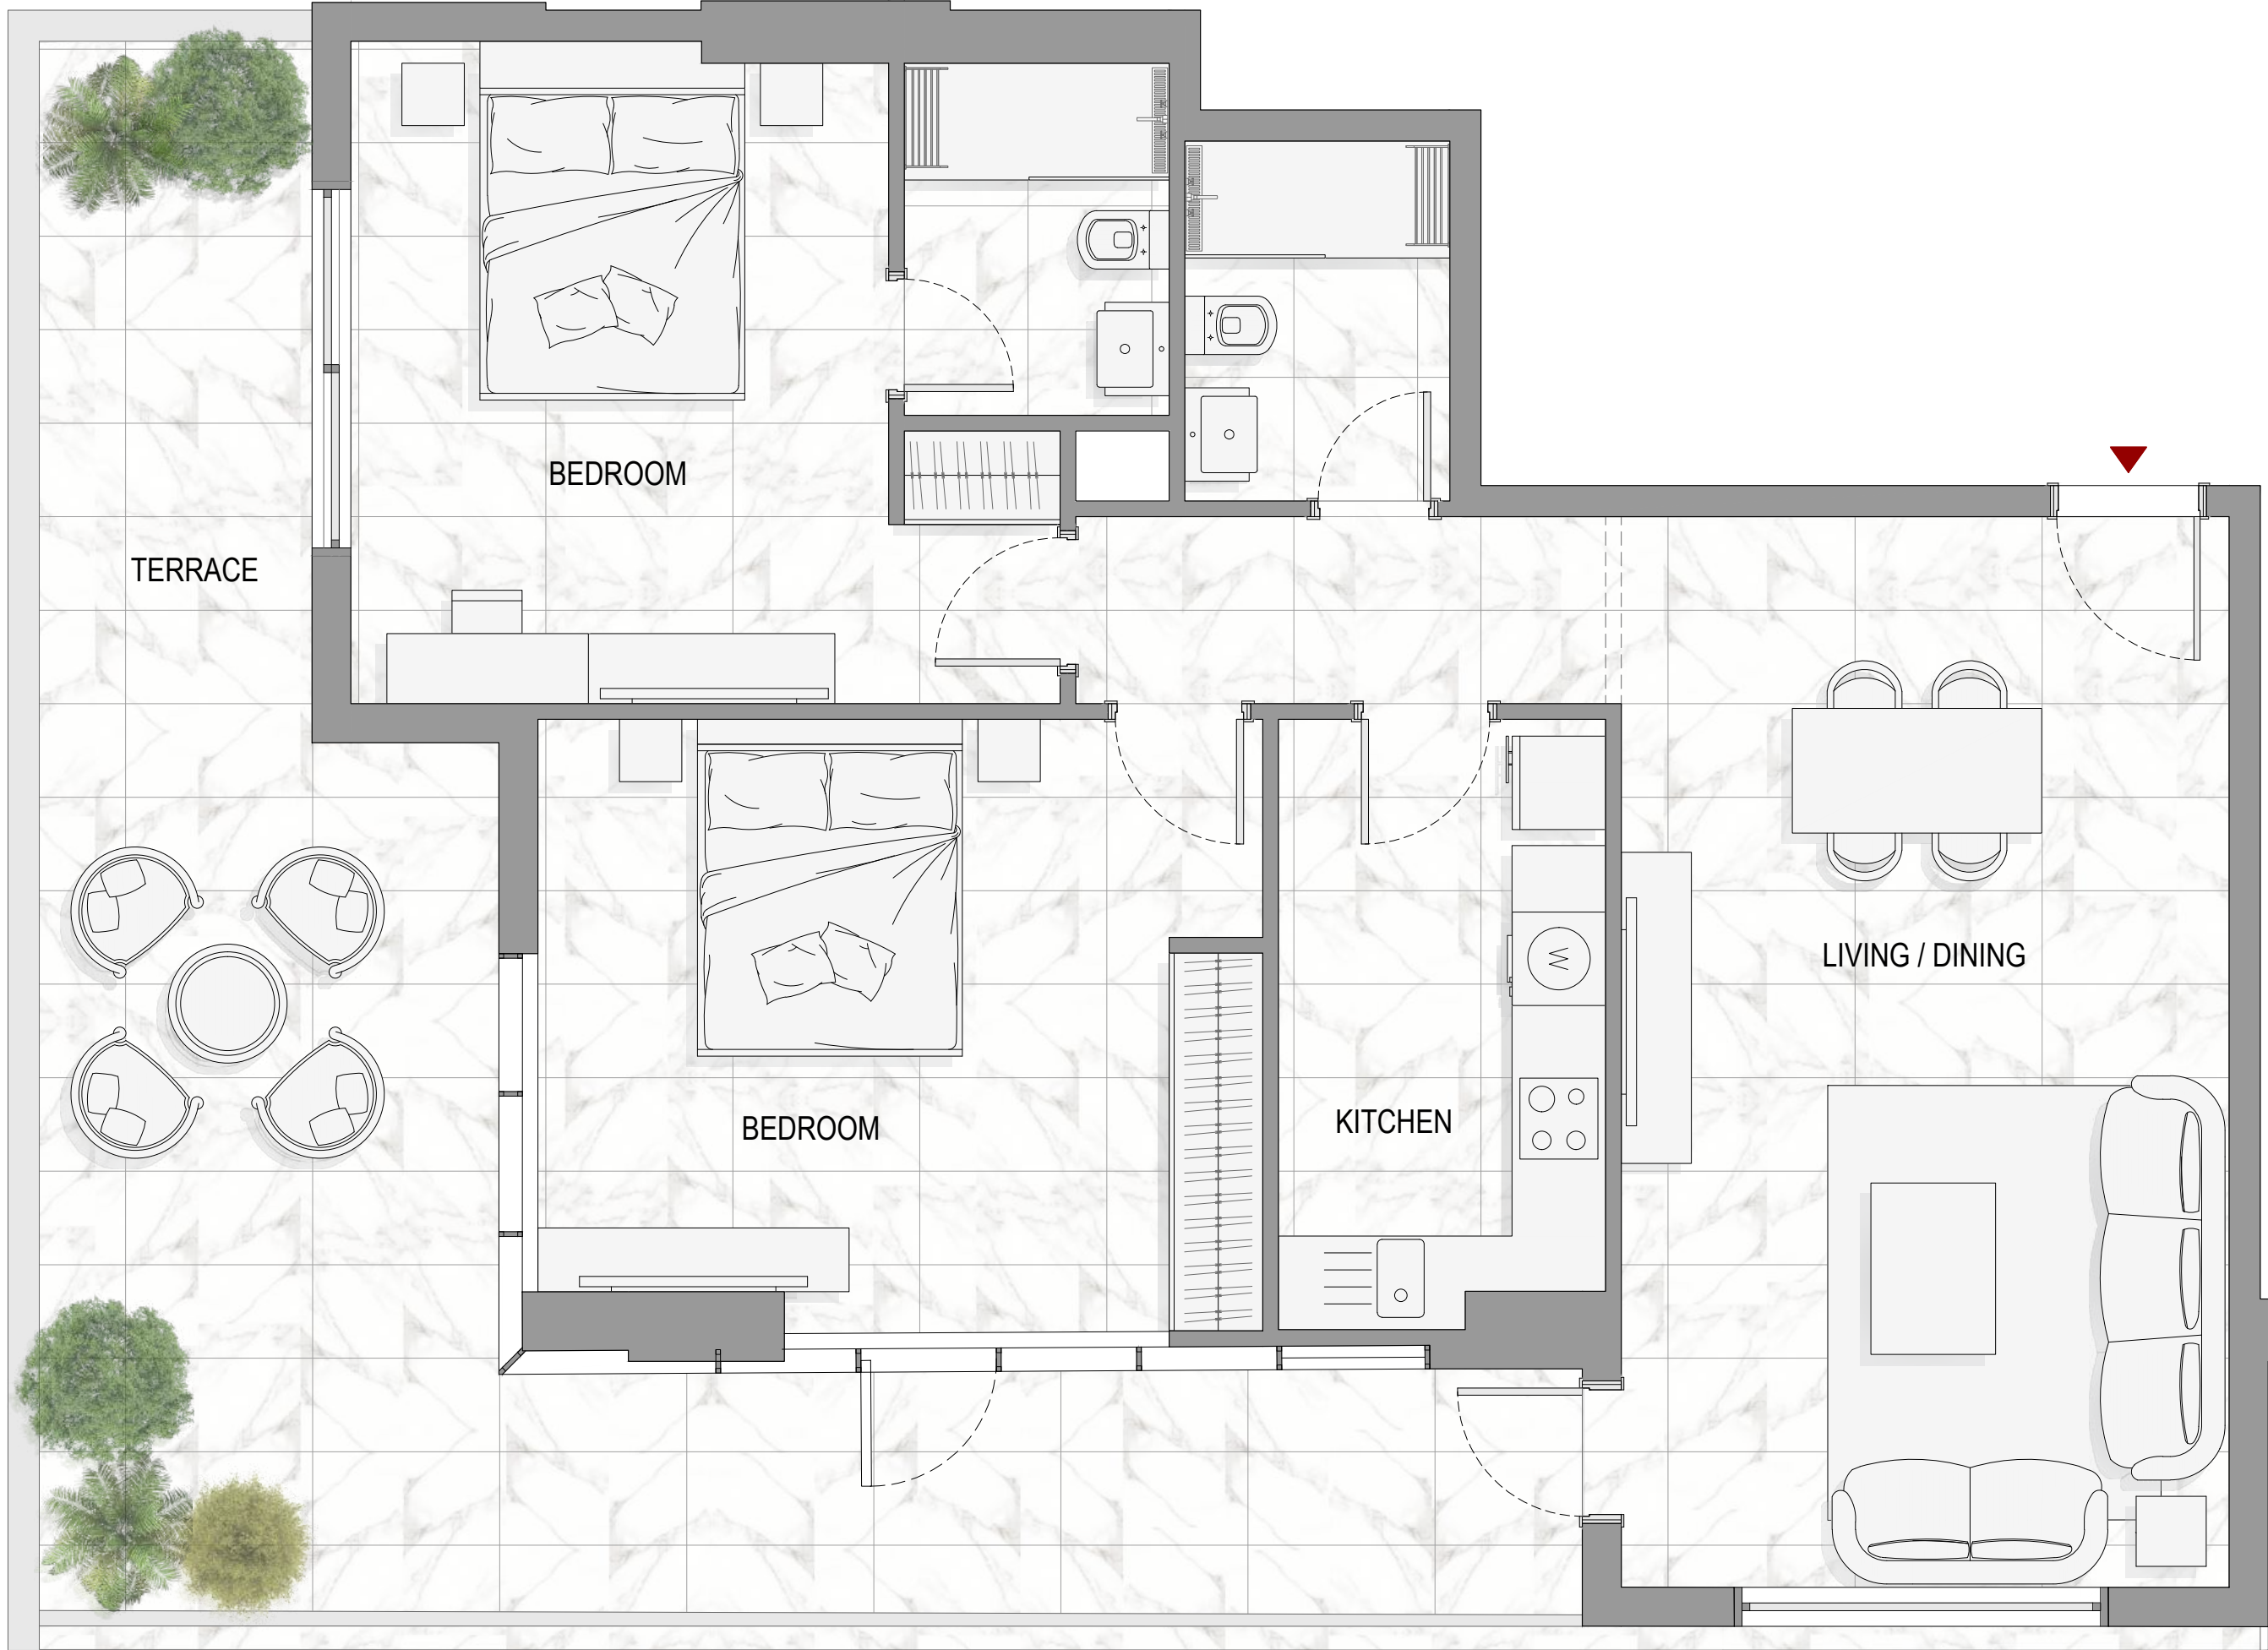 BEDROOM
TERRACE
LIVING / DINING
W
KITCHEN
BEDROOM